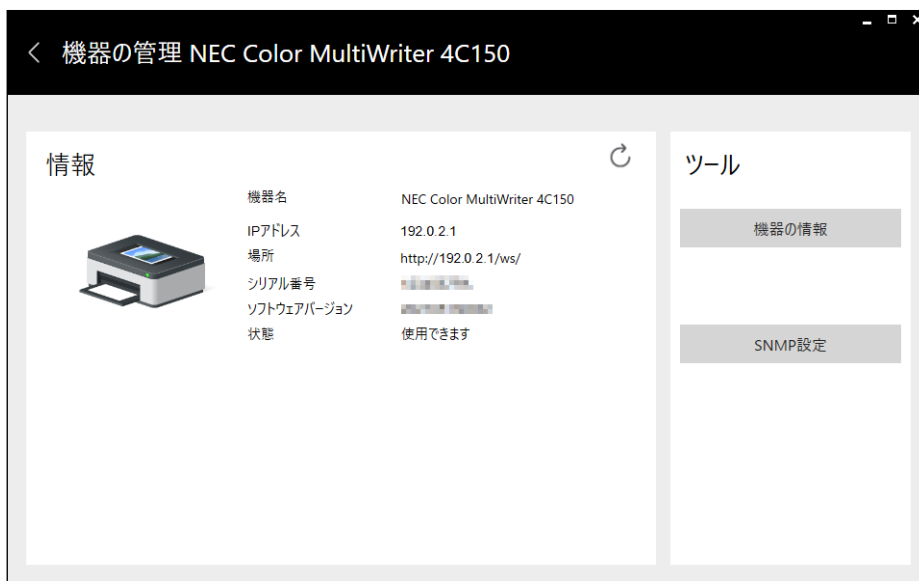 機器の管理 NEC Color MultiWriter 4C150
情報
機器名 NEC Color MultiWriter 4C150
IPアドレス 192.0.2.1
場所 http://192.0.2.1/ws/
シリアル番号
ソフトウェアバージョン
状態 使用できます
ツール
機器の情報
SNMP設定